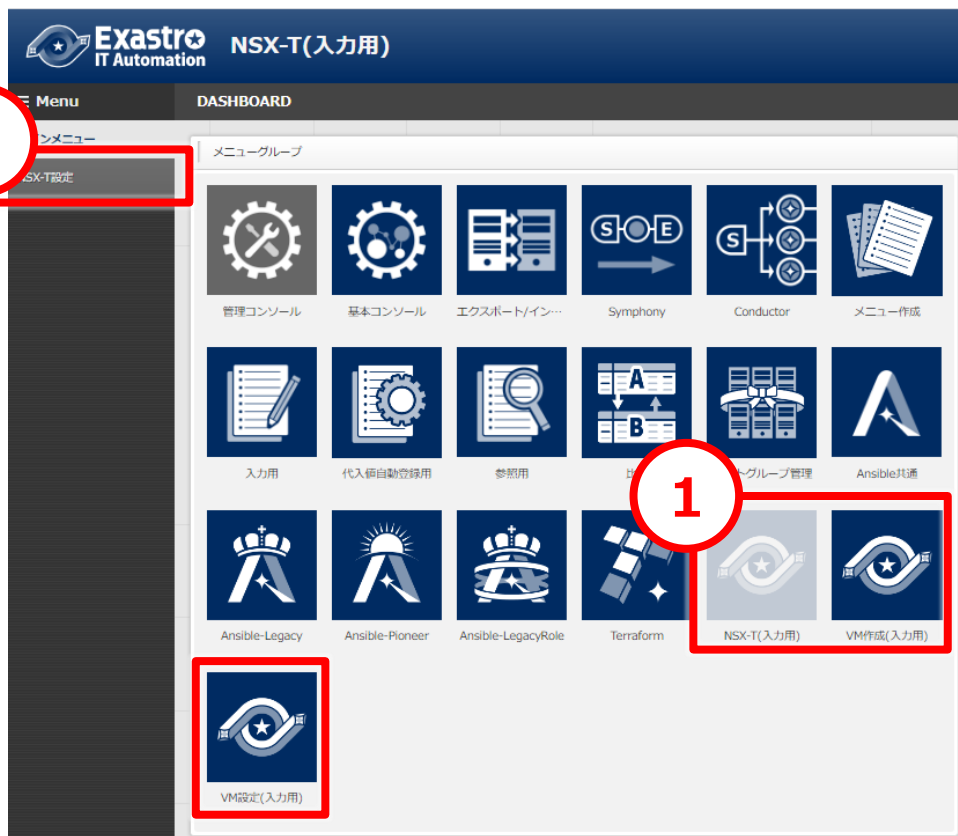 Exastro
IT Automation
NSX-T(入力用)
Menu
DASHBOARD
ンメニュー
メニューグループ
SX-T設定
S E
S
管理コンソール
基本コンソール
エクスポート/イン…
Symphony
Conductor
メニュー作成
A
B
入力用
代入値自動登録用
参照用
トグループ管理
Ansible共通
1
Ansible-Legacy
Ansible-Pioneer
Ansible-LegacyRole
Terraform
NSX-T(入力用)
VM作成(入力用)
VM設定(入力用)